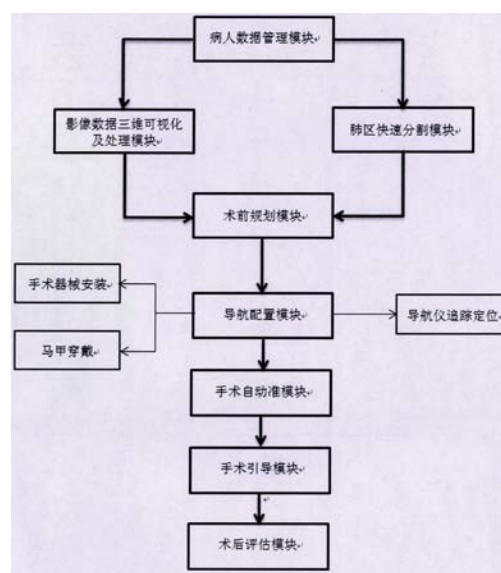 病人数据管理模块
影像数据三维可视化
及处理模块
肺区快速分割模块
术前规划模块
手术器械安装
导航配置模块
导航仪追踪定位
马甲穿戴
手术自动准模块
手术引导模块
术后评估模块